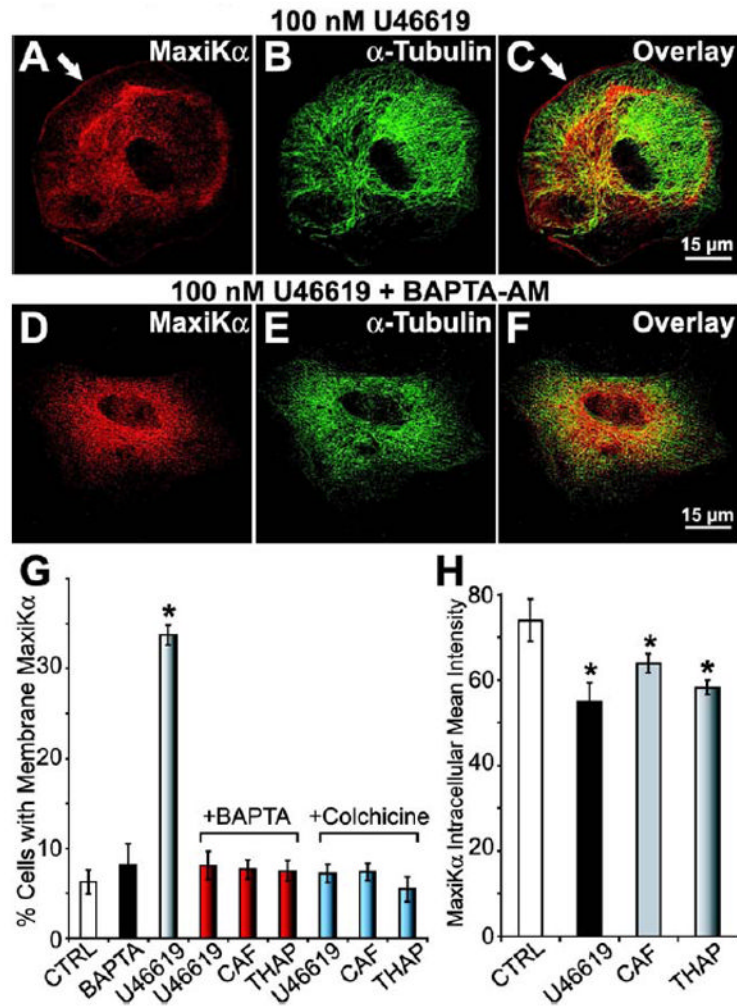 100 nM U46619
A MaxiKα B α-Tubulin C Overlay
15 µm
100 nM U46619 + BAPTA-AM
D MaxiKα E α-Tubulin F Overlay
15 µm
G
% Cells with Membrane MaxiKα
30
20
10
0
*
+BAPTA +Colchicine
CTRL BAPTA U46619 U46619 CAF THAP U46619 CAF THAP
H
MaxiKα Intracellular Mean Intensity
80
60
40
20
0
* * *
CTRL U46619 CAF THAP